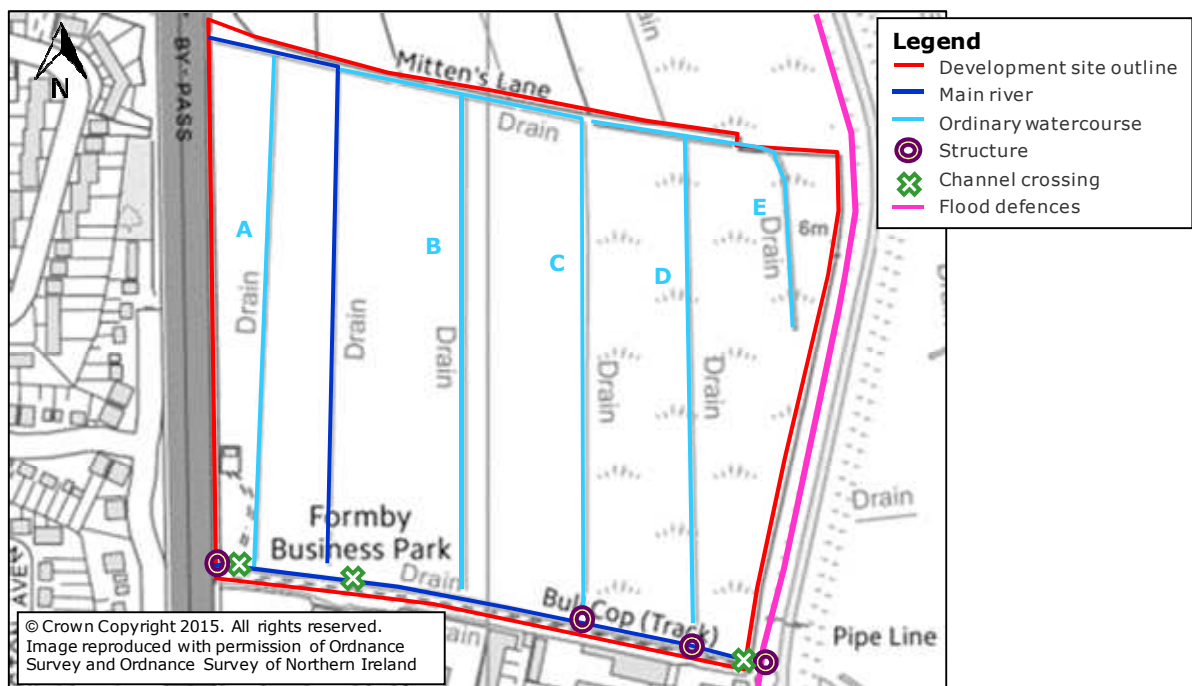 Legend
Development site outline
Main river
Ordinary watercourse
Structure
Channel crossing
Flood defences
N
BY-PASS
Mitten's Lane
Drain
Drain
A
B
C
D
E
6m
Drain
Drain
Drain
Drain
Drain
Drain
Drain
Formby
Business Park
Drain
Bull Cop (Track)
Pipe Line
AVE
© Crown Copyright 2015. All rights reserved.
Image reproduced with permission of Ordnance
Survey and Ordnance Survey of Northern Ireland